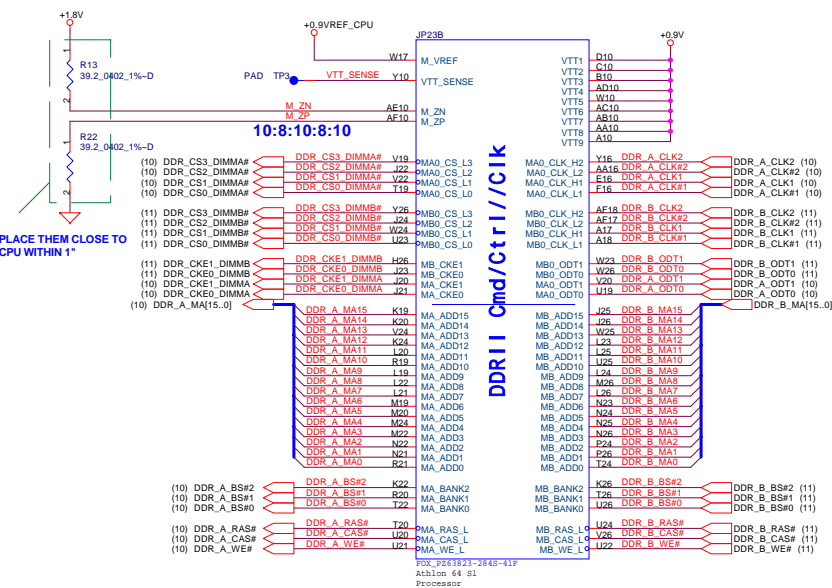 +1.8V
+0.9VREF_CPU
+0.9V
JP23B
1
R13
39.2_0402_1%~D
2
PAD TP3 VTT_SENSE
W17 M_VREF
Y10 VTT_SENSE
VTT1 D10
VTT2 C10
VTT3 B10
VTT4 AD10
VTT5 W10
VTT6 AC10
VTT7 AB10
VTT8 AA10
VTT9 A10
M_ZN AE10 M_ZN
M_ZP AF10 M_ZP
10:8:10:8:10
1
R22
39.2_0402_1%~D
2
PLACE THEM CLOSE TO
CPU WITHIN 1"
DDRII Cmd/Ctrl//Clk
(10) DDR_CS3_DIMMA# DDR_CS3_DIMMA# V19 MA0_CS_L3 MA0_CLK_H2 Y16 DDR_A_CLK2 DDR_A_CLK2 (10)
(10) DDR_CS2_DIMMA# DDR_CS2_DIMMA# J22 MA0_CS_L2 MA0_CLK_L2 AA16 DDR_A_CLK#2 DDR_A_CLK#2 (10)
(10) DDR_CS1_DIMMA# DDR_CS1_DIMMA# V22 MA0_CS_L1 MA0_CLK_H1 E16 DDR_A_CLK1 DDR_A_CLK1 (10)
(10) DDR_CS0_DIMMA# DDR_CS0_DIMMA# T19 MA0_CS_L0 MA0_CLK_L1 F16 DDR_A_CLK#1 DDR_A_CLK#1 (10)
(11) DDR_CS3_DIMMB# DDR_CS3_DIMMB# Y26 MB0_CS_L3 MB0_CLK_H2 AF18 DDR_B_CLK2 DDR_B_CLK2 (11)
(11) DDR_CS2_DIMMB# DDR_CS2_DIMMB# J24 MB0_CS_L2 MB0_CLK_L2 AF17 DDR_B_CLK#2 DDR_B_CLK#2 (11)
(11) DDR_CS1_DIMMB# DDR_CS1_DIMMB# W24 MB0_CS_L1 MB0_CLK_H1 A17 DDR_B_CLK1 DDR_B_CLK1 (11)
(11) DDR_CS0_DIMMB# DDR_CS0_DIMMB# U23 MB0_CS_L0 MB0_CLK_L1 A18 DDR_B_CLK#1 DDR_B_CLK#1 (11)
(11) DDR_CKE1_DIMMB DDR_CKE1_DIMMB H26 MB_CKE1 MB0_ODT1 W23 DDR_B_ODT1 DDR_B_ODT1 (11)
(11) DDR_CKE0_DIMMB DDR_CKE0_DIMMB J23 MB_CKE0 MB0_ODT0 W26 DDR_B_ODT0 DDR_B_ODT0 (11)
(10) DDR_CKE1_DIMMA DDR_CKE1_DIMMA J20 MA_CKE1 MA0_ODT1 V20 DDR_A_ODT1 DDR_A_ODT1 (10)
(10) DDR_CKE0_DIMMA DDR_CKE0_DIMMA J21 MA_CKE0 MA0_ODT0 U19 DDR_A_ODT0 DDR_A_ODT0 (10)
(10) DDR_A_MA[15..0] DDR_B_MA[15..0] (11)
DDR_A_MA15 K19 MA_ADD15 MB_ADD15 J25 DDR_B_MA15
DDR_A_MA14 K20 MA_ADD14 MB_ADD14 J26 DDR_B_MA14
DDR_A_MA13 V24 MA_ADD13 MB_ADD13 W25 DDR_B_MA13
DDR_A_MA12 K24 MA_ADD12 MB_ADD12 L23 DDR_B_MA12
DDR_A_MA11 L20 MA_ADD11 MB_ADD11 L25 DDR_B_MA11
DDR_A_MA10 R19 MA_ADD10 MB_ADD10 U25 DDR_B_MA10
DDR_A_MA9 L19 MA_ADD9 MB_ADD9 L24 DDR_B_MA9
DDR_A_MA8 L22 MA_ADD8 MB_ADD8 M26 DDR_B_MA8
DDR_A_MA7 L21 MA_ADD7 MB_ADD7 L26 DDR_B_MA7
DDR_A_MA6 M19 MA_ADD6 MB_ADD6 N23 DDR_B_MA6
DDR_A_MA5 M20 MA_ADD5 MB_ADD5 N24 DDR_B_MA5
DDR_A_MA4 M24 MA_ADD4 MB_ADD4 N25 DDR_B_MA4
DDR_A_MA3 M22 MA_ADD3 MB_ADD3 N26 DDR_B_MA3
DDR_A_MA2 N22 MA_ADD2 MB_ADD2 P24 DDR_B_MA2
DDR_A_MA1 N21 MA_ADD1 MB_ADD1 P26 DDR_B_MA1
DDR_A_MA0 R21 MA_ADD0 MB_ADD0 T24 DDR_B_MA0
(10) DDR_A_BS#2 DDR_A_BS#2 K22 MA_BANK2 MB_BANK2 K26 DDR_B_BS#2 DDR_B_BS#2 (11)
(10) DDR_A_BS#1 DDR_A_BS#1 R20 MA_BANK1 MB_BANK1 T26 DDR_B_BS#1 DDR_B_BS#1 (11)
(10) DDR_A_BS#0 DDR_A_BS#0 T22 MA_BANK0 MB_BANK0 U26 DDR_B_BS#0 DDR_B_BS#0 (11)
(10) DDR_A_RAS# DDR_A_RAS# T20 MA_RAS_L MB_RAS_L U24 DDR_B_RAS# DDR_B_RAS# (11)
(10) DDR_A_CAS# DDR_A_CAS# U20 MA_CAS_L MB_CAS_L V26 DDR_B_CAS# DDR_B_CAS# (11)
(10) DDR_A_WE# DDR_A_WE# U21 MA_WE_L MB_WE_L U22 DDR_B_WE# DDR_B_WE# (11)
FOX_PZ63823-284S-41F
Athlon 64 S1
Processor